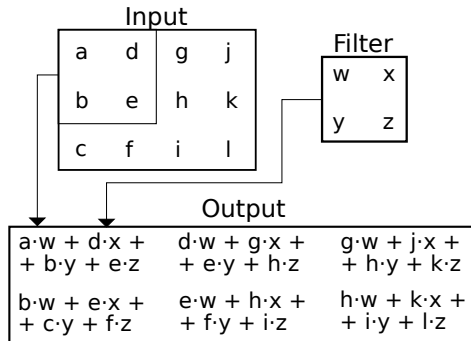 Input
Filter
a d g j
b e h k
c f i l
w x
y z
Output
a·w + d·x + d·w + g·x + g·w + j·x +
+ b·y + e·z + e·y + h·z + h·y + k·z
b·w + e·x + e·w + h·x + h·w + k·x +
+ c·y + f·z + f·y + i·z + i·y + l·z